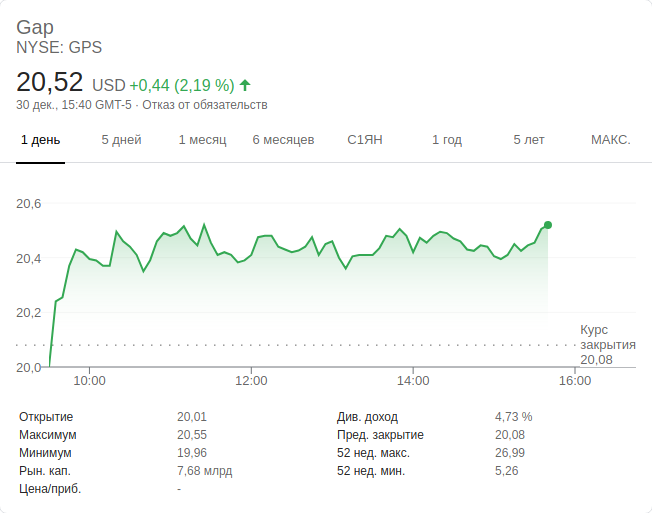 Gap
NYSE: GPS
20,52 USD +0,44 (2,19 %)
30 дек., 15:40 GMT-5 · Отказ от обязательств
1 день 5 дней 1 месяц 6 месяцев С1ЯН 1 год 5 лет МАКС.
20,6
20,4
20,2
20,0
Курс
закрытия
20,08
10:00 12:00 14:00 16:00
Открытие 20,01 Див. доход 4,73 %
Максимум 20,55 Пред. закрытие 20,08
Минимум 19,96 52 нед. макс. 26,99
Рын. кап. 7,68 млрд 52 нед. мин. 5,26
Цена/приб. -